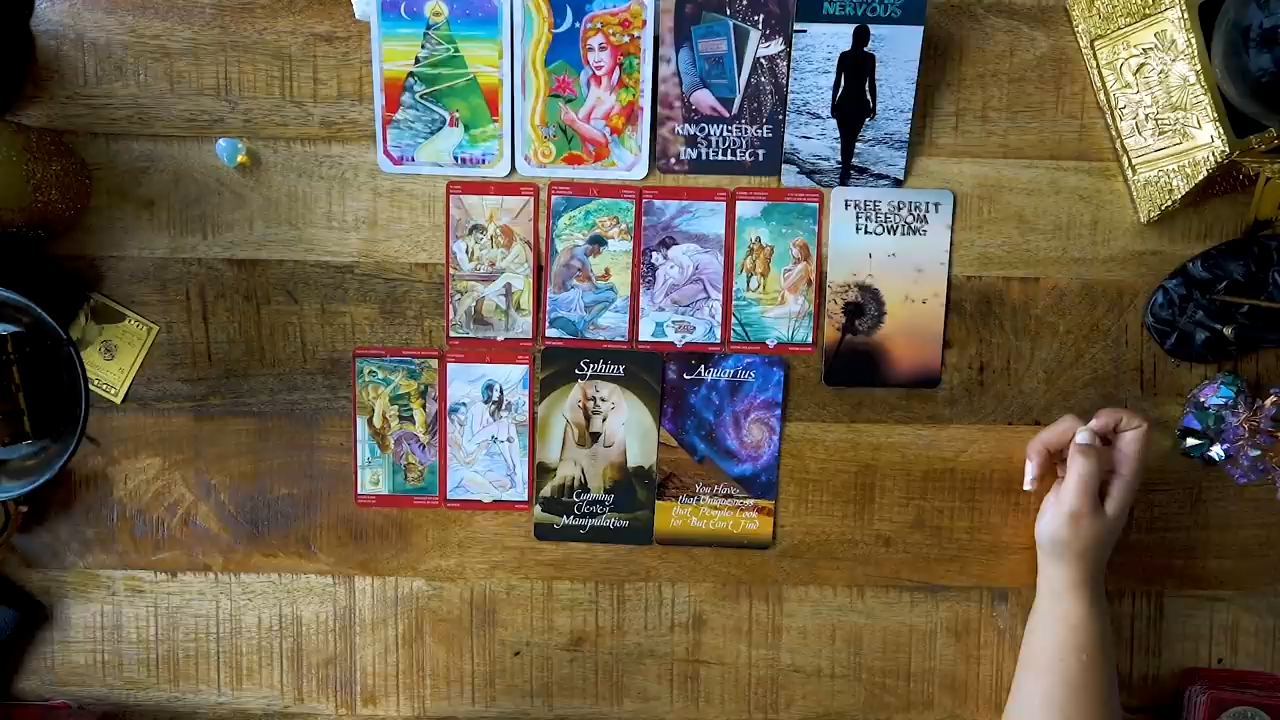 NERVOUS
KNOWLEDGE
STUDY
INTELLECT
IX
FREE SPIRIT
FREEDOM
FLOWING
Sphinx
Cunning
Clever
Manipulation
Aquarius
You Have
that Uniqueness
that People Look
for But Can't Find